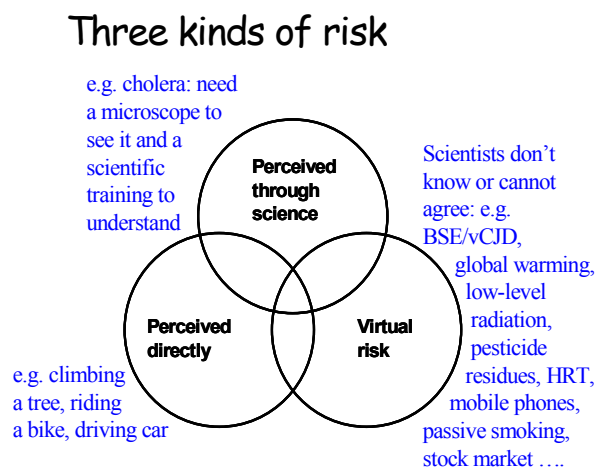 Three kinds of risk
e.g. cholera: need
a microscope to
see it and a
scientific
training to
understand
Perceived
through
science
Scientists don’t
know or cannot
agree: e.g.
BSE/vCJD,
global warming,
low-level
radiation,
pesticide
residues, HRT,
mobile phones,
passive smoking,
stock market ….
Perceived
directly
Virtual
risk
e.g. climbing
a tree, riding
a bike, driving car